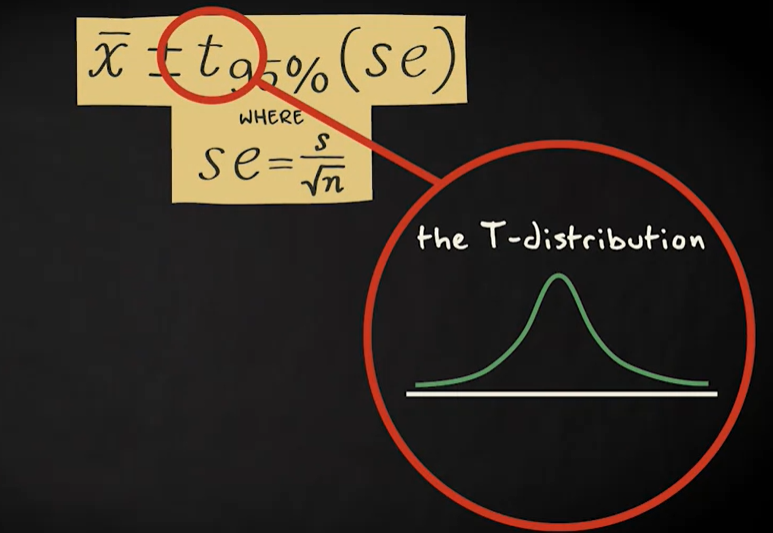 x̄ ± t95%(se)
WHERE
se = s/√n
the T-distribution